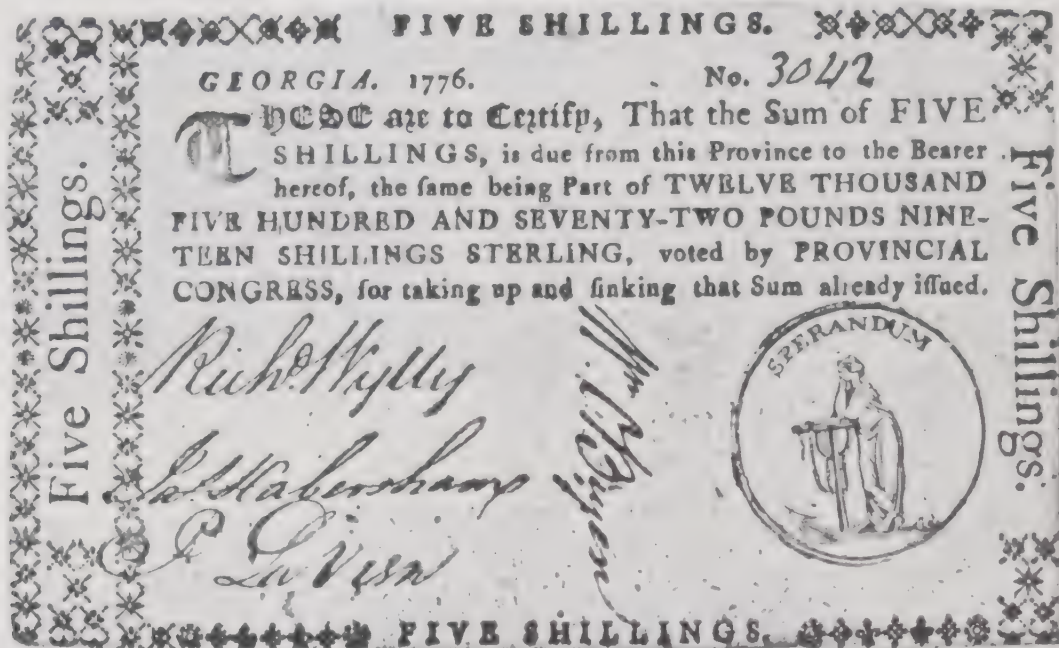 FIVE SHILLINGS.
GEORGIA. 1776. No. 3042
THESE are to Certify, That the Sum of FIVE
SHILLINGS, is due from this Province to the Bearer
hereof, the ſame being Part of TWELVE THOUSAND
FIVE HUNDRED AND SEVENTY-TWO POUNDS NINE-
TEEN SHILLINGS STERLING, voted by PROVINCIAL
CONGRESS, for taking up and ſinking that Sum already iſſued.
Five Shillings.
Five Shillings.
Richd. Wylly
Jas. Habersham
SPERANDUM
FIVE SHILLINGS.